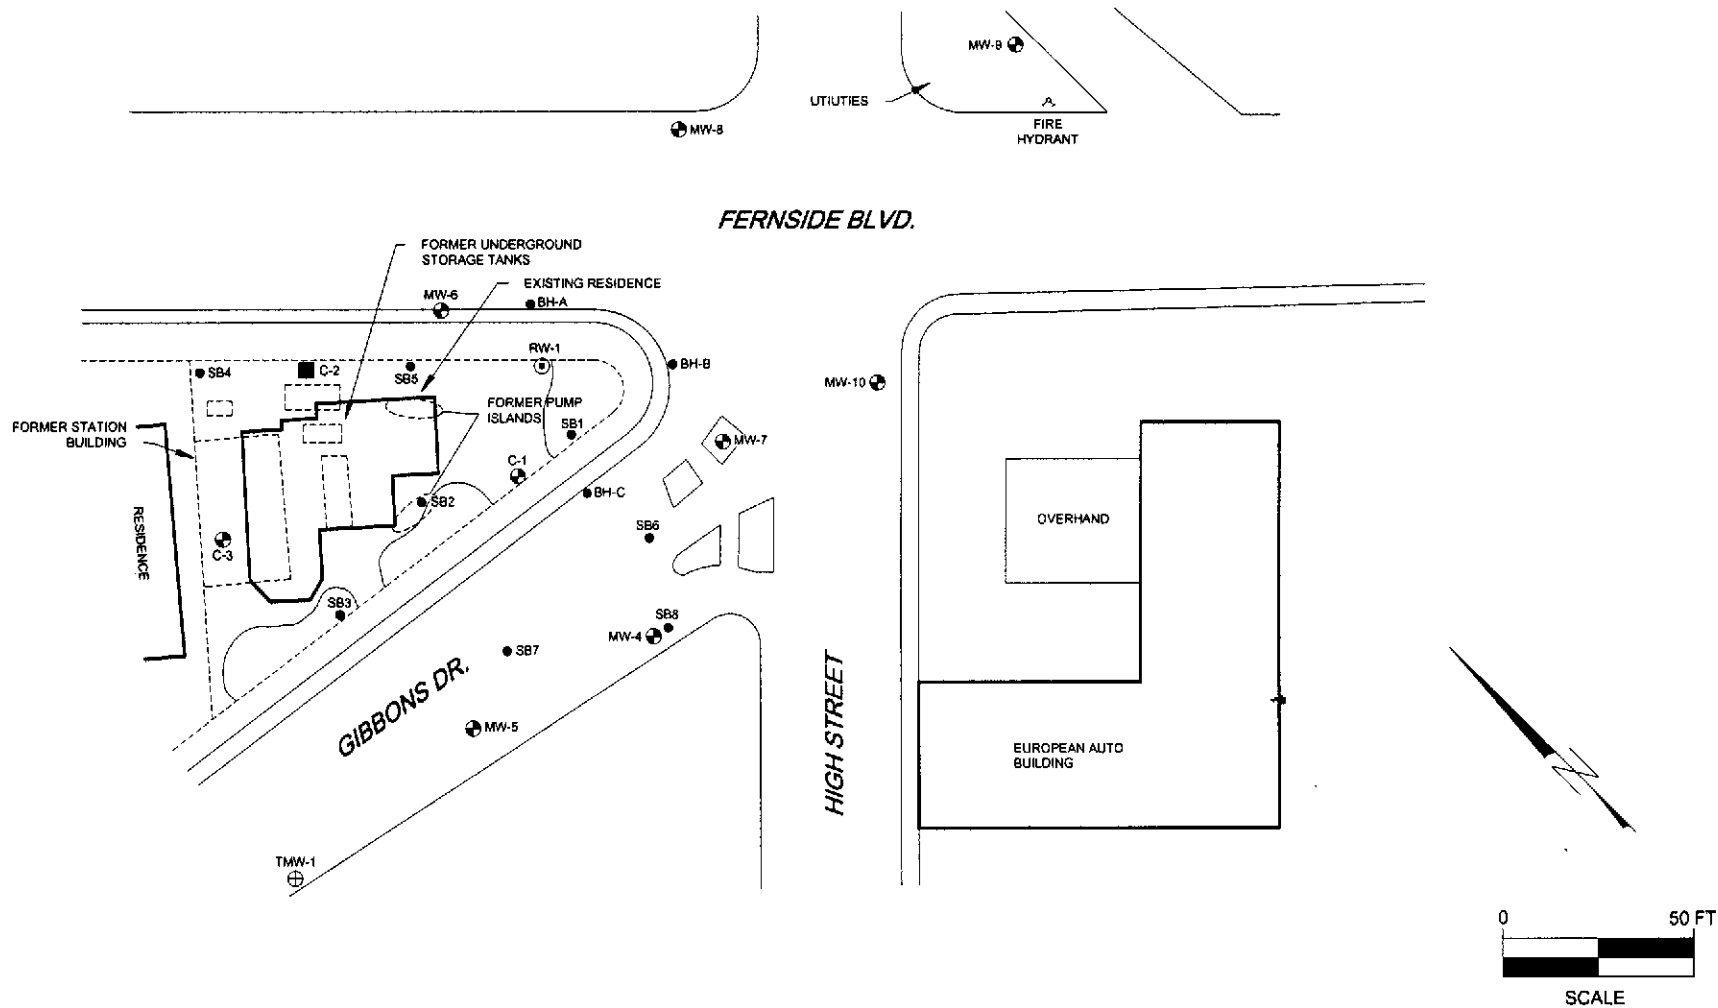 MW-9
UTIUTIES
FIRE
HYDRANT
MW-8
FERNSIDE BLVD.
FORMER UNDERGROUND
STORAGE TANKS
EXISTING RESIDENCE
MW-6
BH-A
RW-1
BH-B
SB4
C-2
SB5
MW-10
FORMER PUMP
ISLANDS
SB1
FORMER STATION
BUILDING
MW-7
C-1
BH-C
SB2
RESIDENCE
OVERHAND
SB6
C-3
SB3
SB8
MW-4
SB7
GIBBONS DR.
MW-5
HIGH STREET
EUROPEAN AUTO
BUILDING
TMW-1
N
0 50 FT
SCALE